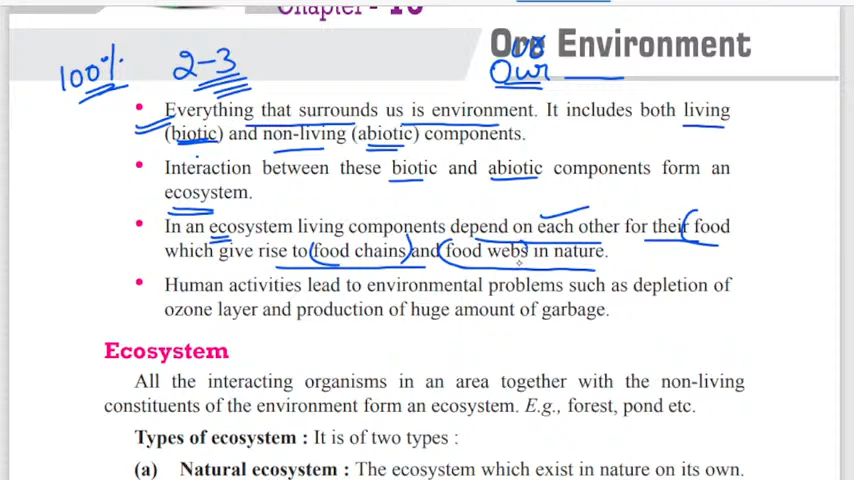 Chapter - 10
Ore Environment
Our
100% 2-3
• Everything that surrounds us is environment. It includes both living
(biotic) and non-living (abiotic) components.
• Interaction between these biotic and abiotic components form an
ecosystem.
• In an ecosystem living components depend on each other for their food
which give rise to food chains and food webs in nature.
• Human activities lead to environmental problems such as depletion of
ozone layer and production of huge amount of garbage.
Ecosystem
All the interacting organisms in an area together with the non-living
constituents of the environment form an ecosystem. E.g., forest, pond etc.
Types of ecosystem : It is of two types :
(a) Natural ecosystem : The ecosystem which exist in nature on its own.